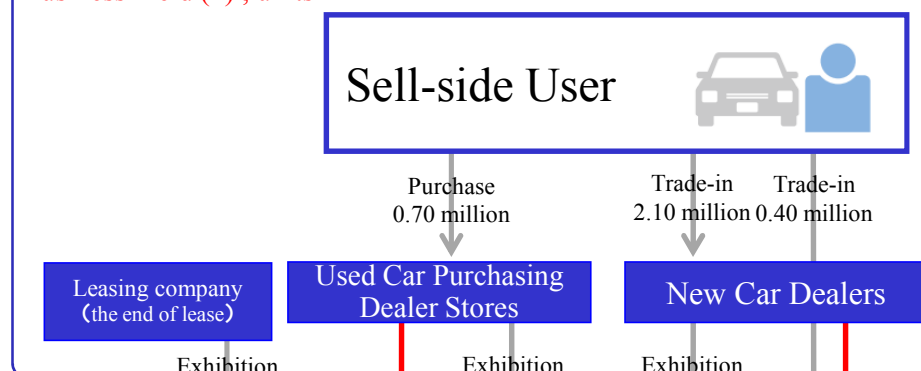 Sell-side User
Purchase
0.70 million
Trade-in
2.10 million
Trade-in
0.40 million
Leasing company
(the end of lease)
Used Car Purchasing
Dealer Stores
New Car Dealers
Exhibition
Exhibition
Exhibition